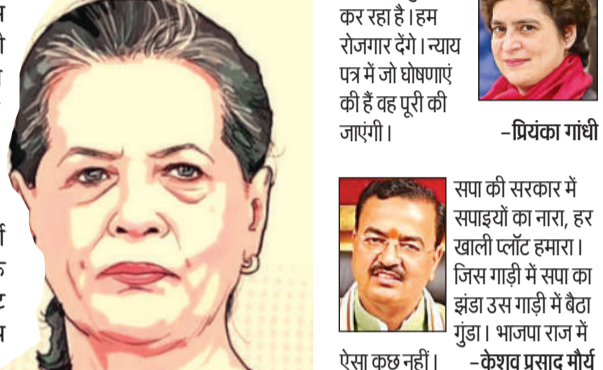 कर रहा है। हम
रोजगार देंगे। न्याय
पत्र में जो घोषणाएं
की हैं वह पूरी की
जाएंगी।
-प्रियंका गांधी
सपा की सरकार में
सपाइयों का नारा, हर
खाली प्लॉट हमारा।
जिस गाड़ी में सपा का
झंडा उस गाड़ी में बैठा
गुंडा। भाजपा राज में
ऐसा कुछ नहीं। -केशव प्रसाद मौर्य